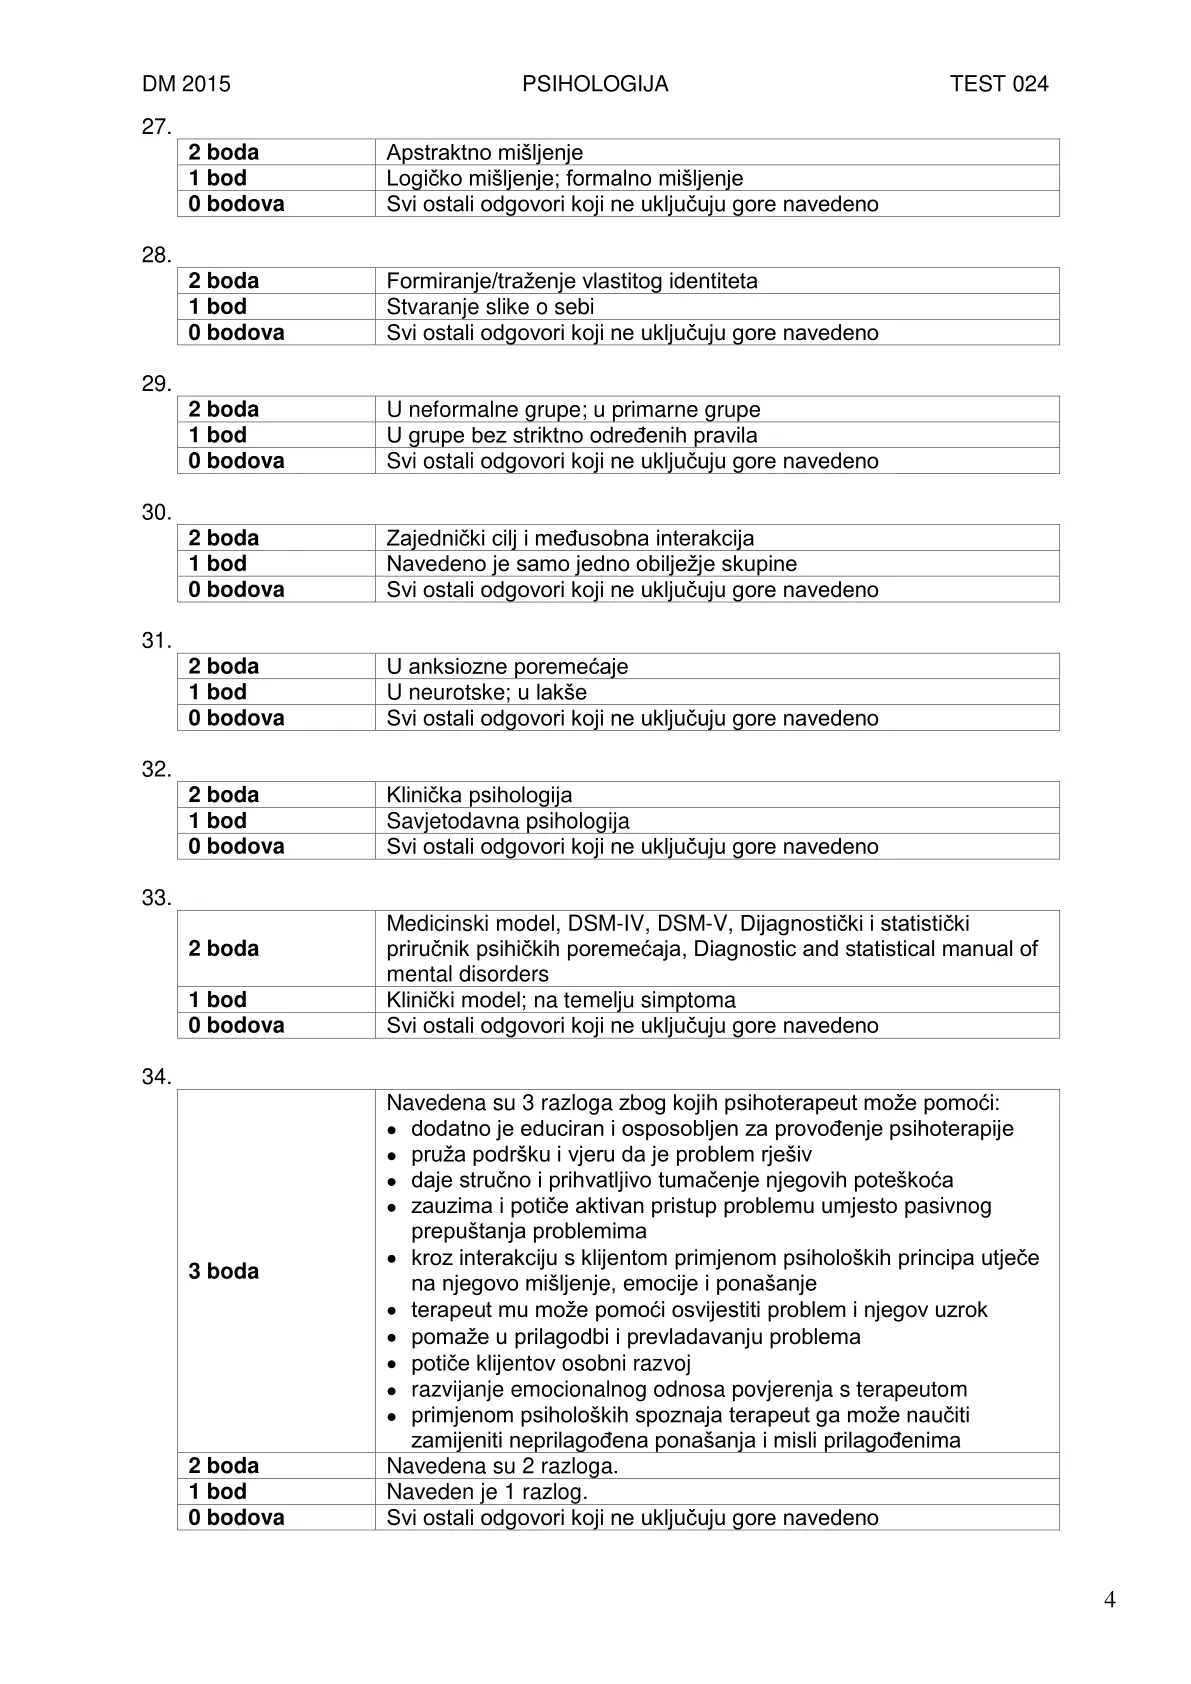 DM 2015 PSIHOLOGIJA TEST 024
27.
2 boda Apstraktno mišljenje
1 bod Logičko mišljenje; formalno mišljenje
0 bodova Svi ostali odgovori koji ne uključuju gore navedeno
28.
2 boda Formiranje/traženje vlastitog identiteta
1 bod Stvaranje slike o sebi
0 bodova Svi ostali odgovori koji ne uključuju gore navedeno
29.
2 boda U neformalne grupe; u primarne grupe
1 bod U grupe bez striktno određenih pravila
0 bodova Svi ostali odgovori koji ne uključuju gore navedeno
30.
2 boda Zajednički cilj i međusobna interakcija
1 bod Navedeno je samo jedno obilježje skupine
0 bodova Svi ostali odgovori koji ne uključuju gore navedeno
31.
2 boda U anksiozne poremećaje
1 bod U neurotske; u lakše
0 bodova Svi ostali odgovori koji ne uključuju gore navedeno
32.
2 boda Klinička psihologija
1 bod Savjetodavna psihologija
0 bodova Svi ostali odgovori koji ne uključuju gore navedeno
33.
Medicinski model, DSM-IV, DSM-V, Dijagnostički i statistički
2 boda priručnik psihičkih poremećaja, Diagnostic and statistical manual of
mental disorders
1 bod Klinički model; na temelju simptoma
0 bodova Svi ostali odgovori koji ne uključuju gore navedeno
34.
Navedena su 3 razloga zbog kojih psihoterapeut može pomoći:
• dodatno je educiran i osposobljen za provođenje psihoterapije
• pruža podršku i vjeru da je problem rješiv
• daje stručno i prihvatljivo tumačenje njegovih poteškoća
• zauzima i potiče aktivan pristup problemu umjesto pasivnog
prepuštanja problemima
• kroz interakciju s klijentom primjenom psiholoških principa utječe
3 boda na njegovo mišljenje, emocije i ponašanje
• terapeut mu može pomoći osvijestiti problem i njegov uzrok
• pomaže u prilagodbi i prevladavanju problema
• potiče klijentov osobni razvoj
• razvijanje emocionalnog odnosa povjerenja s terapeutom
• primjenom psiholoških spoznaja terapeut ga može naučiti
zamijeniti neprilagođena ponašanja i misli prilagođenima
2 boda Navedena su 2 razloga.
1 bod Naveden je 1 razlog.
0 bodova Svi ostali odgovori koji ne uključuju gore navedeno
4